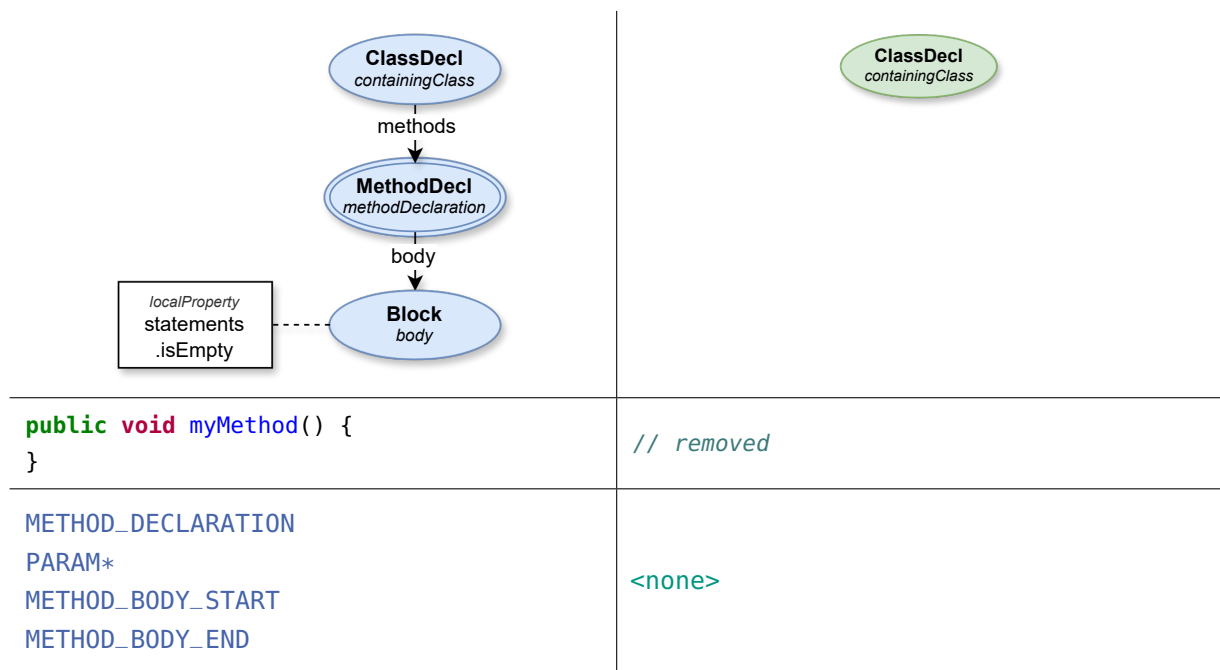 ClassDecl
containingClass
methods
MethodDecl
methodDeclaration
body
Block
body
localProperty
statements
.isEmpty
ClassDecl
containingClass
public void myMethod() {
}
// removed
METHOD_DECLARATION
PARAM*
METHOD_BODY_START
METHOD_BODY_END
<none>